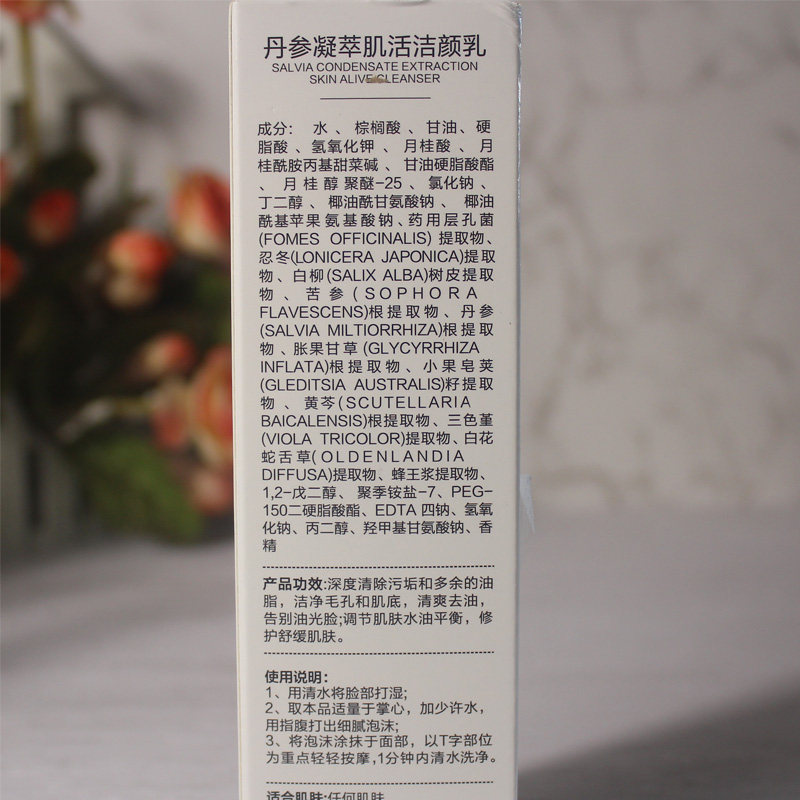 丹参凝萃肌活洁颜乳
SALVIA CONDENSATE EXTRACTION
SKIN ALIVE CLEANSER
成分： 水 、 棕榈酸 、 甘油、硬
脂酸 、氢氧化钾 、 月桂酸 、 月
桂酰胺丙基甜菜碱 、 甘油硬脂酸酯
、 月 桂 醇 聚醚-25 、 氯化钠 、
丁二醇 、 椰油酰甘氨酸钠 、 椰油
酰基苹果 氨基酸钠、药用层孔菌
(FOMES OFFICINALIS) 提取物、
忍冬(LONICERA JAPONICA)提取
物、白柳(SALIX ALBA)树皮提取
物 、 苦 参 ( SOPHORA
FLAVESCENS)根提取物、丹参
(SALVIA MILTIORRHIZA)根提取
物 、胀果甘草 (GLYCYRRHIZA
INFLATA)根提取物、小果皂荚
(GLEDITSIA AUSTRALIS)籽提取
物 、 黄芩(SCUTELLARIA
BAICALENSIS)根提取物、三色堇
(VIOLA TRICOLOR)提取物、白花
蛇舌草(OLDENLANDIA
DIFFUSA)提取物、蜂王浆提取物、
1,2-戊二醇、 聚季铵盐-7、PEG-
150二硬脂酸酯、EDTA 四钠、氢氧
化钠、丙二醇、羟甲基甘氨酸钠、香
精
产品功效:深度清除污垢和多余的油
脂，洁净毛孔和肌底，清爽去油，
告别油光脸;调节肌肤水油平衡，修
护舒缓肌肤。
使用说明：
1、用清水将脸部打湿;
2、取本品适量于掌心，加少许水，
用指腹打出细腻泡沫;
3、将泡沫涂抹于面部，以T字部位
为重点轻轻按摩,1分钟内清水洗净。
适合肌肤:任何肌肤